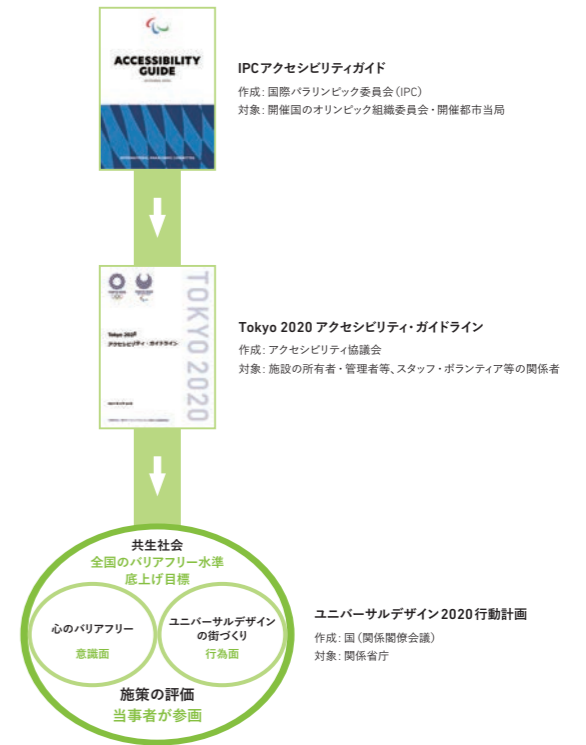 ACCESSIBILITY
GUIDE
INTERNATIONAL PARALYMPIC COMMITTEE
IPCアクセシビリティガイド
作成: 国際パラリンピック委員会(IPC)
対象: 開催国のオリンピック組織委員会・開催都市当局
TOKYO 2020
Tokyo 2020
アクセシビリティ・ガイドライン
Tokyo 2020 アクセシビリティ・ガイドライン
作成: アクセシビリティ協議会
対象: 施設の所有者・管理者等、スタッフ・ボランティア等の関係者
共生社会
全国のバリアフリー水準
底上げ目標
心のバリアフリー
意識面
ユニバーサルデザイン
の街づくり
行為面
施策の評価
当事者が参画
ユニバーサルデザイン2020行動計画
作成: 国(関係閣僚会議)
対象: 関係省庁